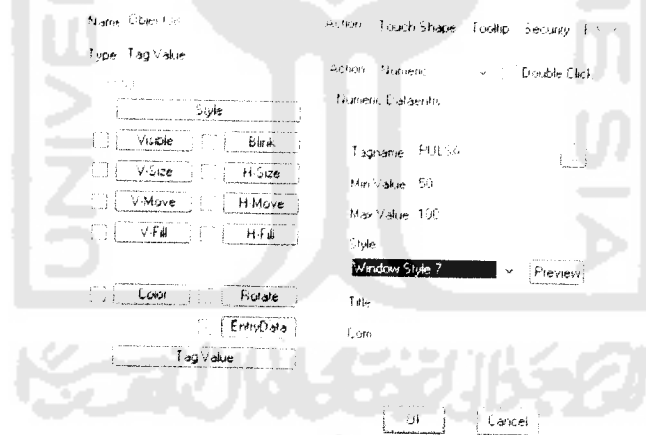 Name
Type Tag Value
Style
Visible Blink
V-Size H-Size
V-Move H-Move
V-Fill H-Fill
Color Rotate
EntryData
Tag Value
Action Touch Shape Tooltip Security
Action Numeric Double Click
Numeric Dataentry
Tagname
Min Value 50
Max Value 100
Style
Window Style 7 Preview
Title
Cancel